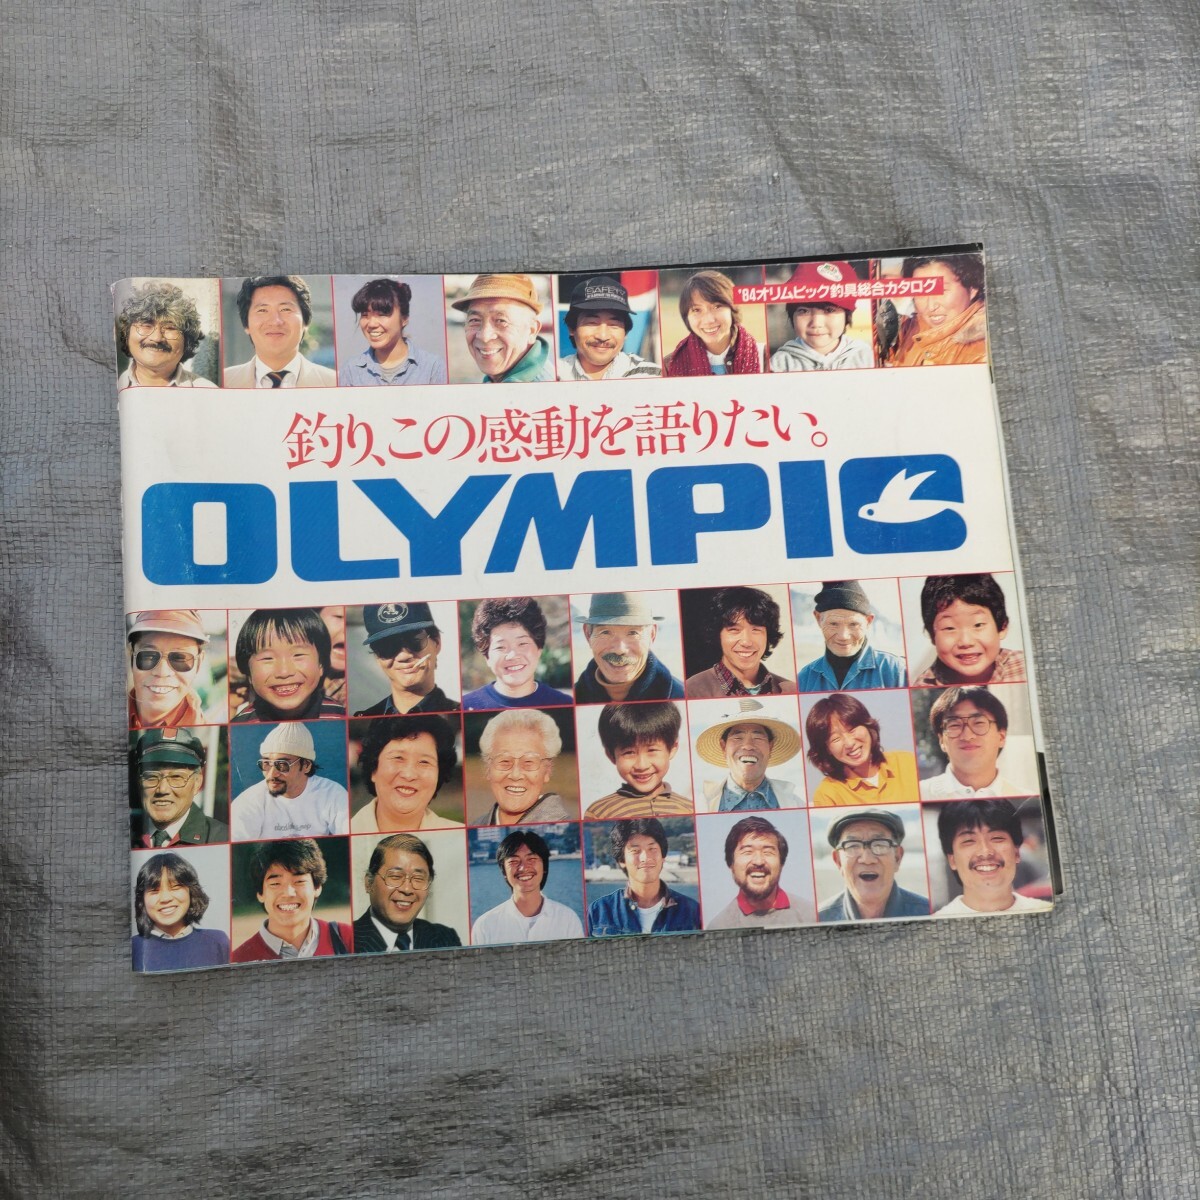 '84オリムピック釣具総合カタログ
SAFETY
釣り、この感動を語りたい。
OLYMPIC